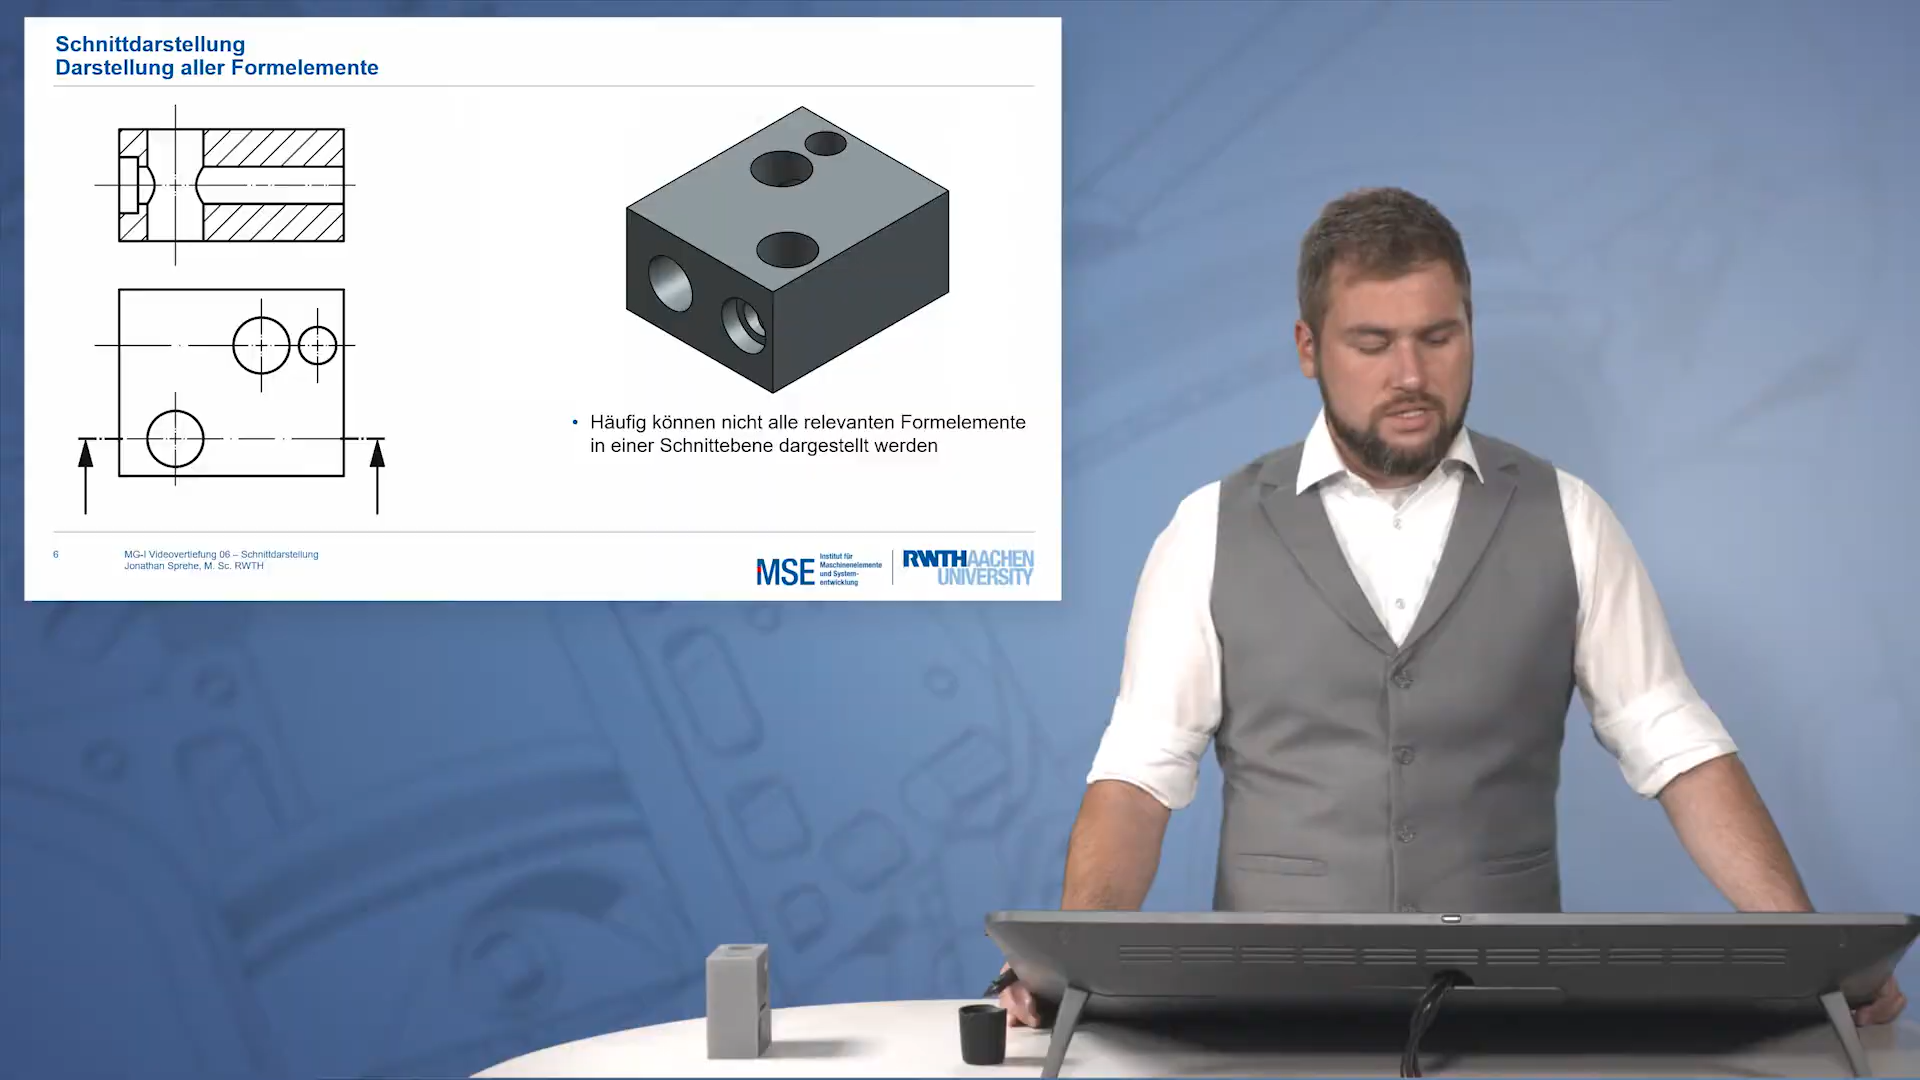 Schnittdarstellung
Darstellung aller Formelemente
• Häufig können nicht alle relevanten Formelemente
in einer Schnittebene dargestellt werden
6
MG-I Videovertiefung 06 – Schnittdarstellung
Jonathan Sprehe, M. Sc. RWTH
MSE
Institut für
Maschinenelemente
und System-
entwicklung
RWTHAACHEN
UNIVERSITY